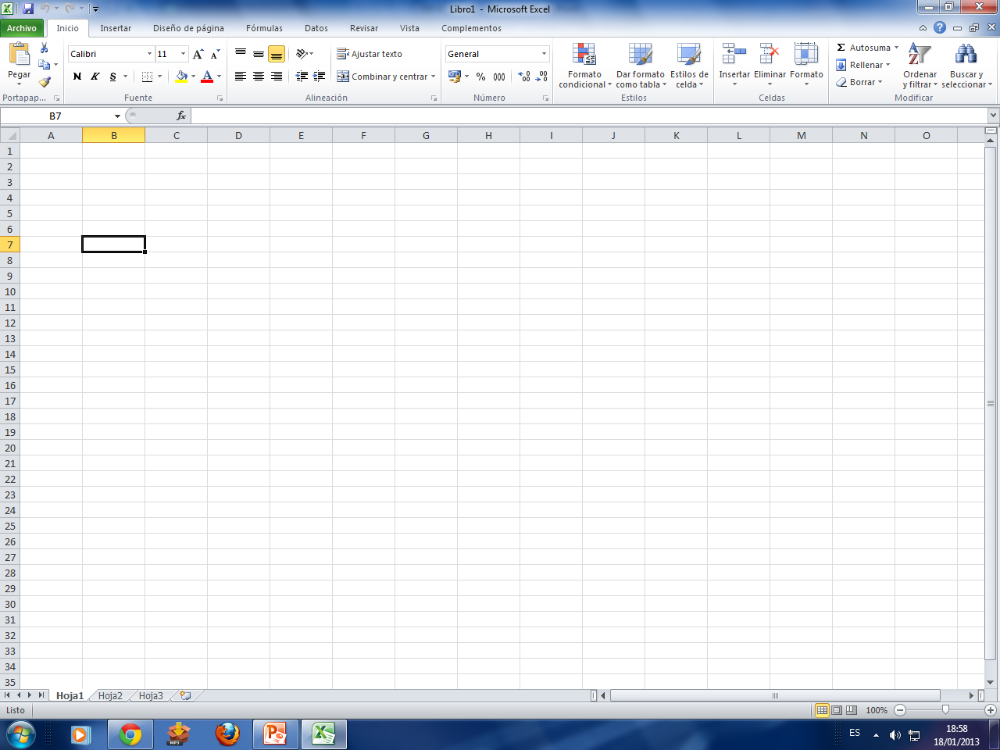 Libro1 - Microsoft Excel
Archivo Inicio Insertar Diseño de página Fórmulas Datos Revisar Vista Complementos
Pegar
Portapap...
Calibri 11
N K S
Fuente
Ajustar texto
Combinar y centrar
Alineación
General
% 000
Número
Formato condicional
Dar formato como tabla
Estilos de celda
Estilos
Insertar Eliminar Formato
Celdas
Σ Autosuma
Rellenar
Borrar
Ordenar y filtrar
Buscar y seleccionar
Modificar
B7 fx
A B C D E F G H I J K L M N O
1
2
3
4
5
6
7
8
9
10
11
12
13
14
15
16
17
18
19
20
21
22
23
24
25
26
27
28
29
30
31
32
33
34
35
Hoja1 Hoja2 Hoja3
Listo 100%
MP3
ES 18:58
18/01/2013